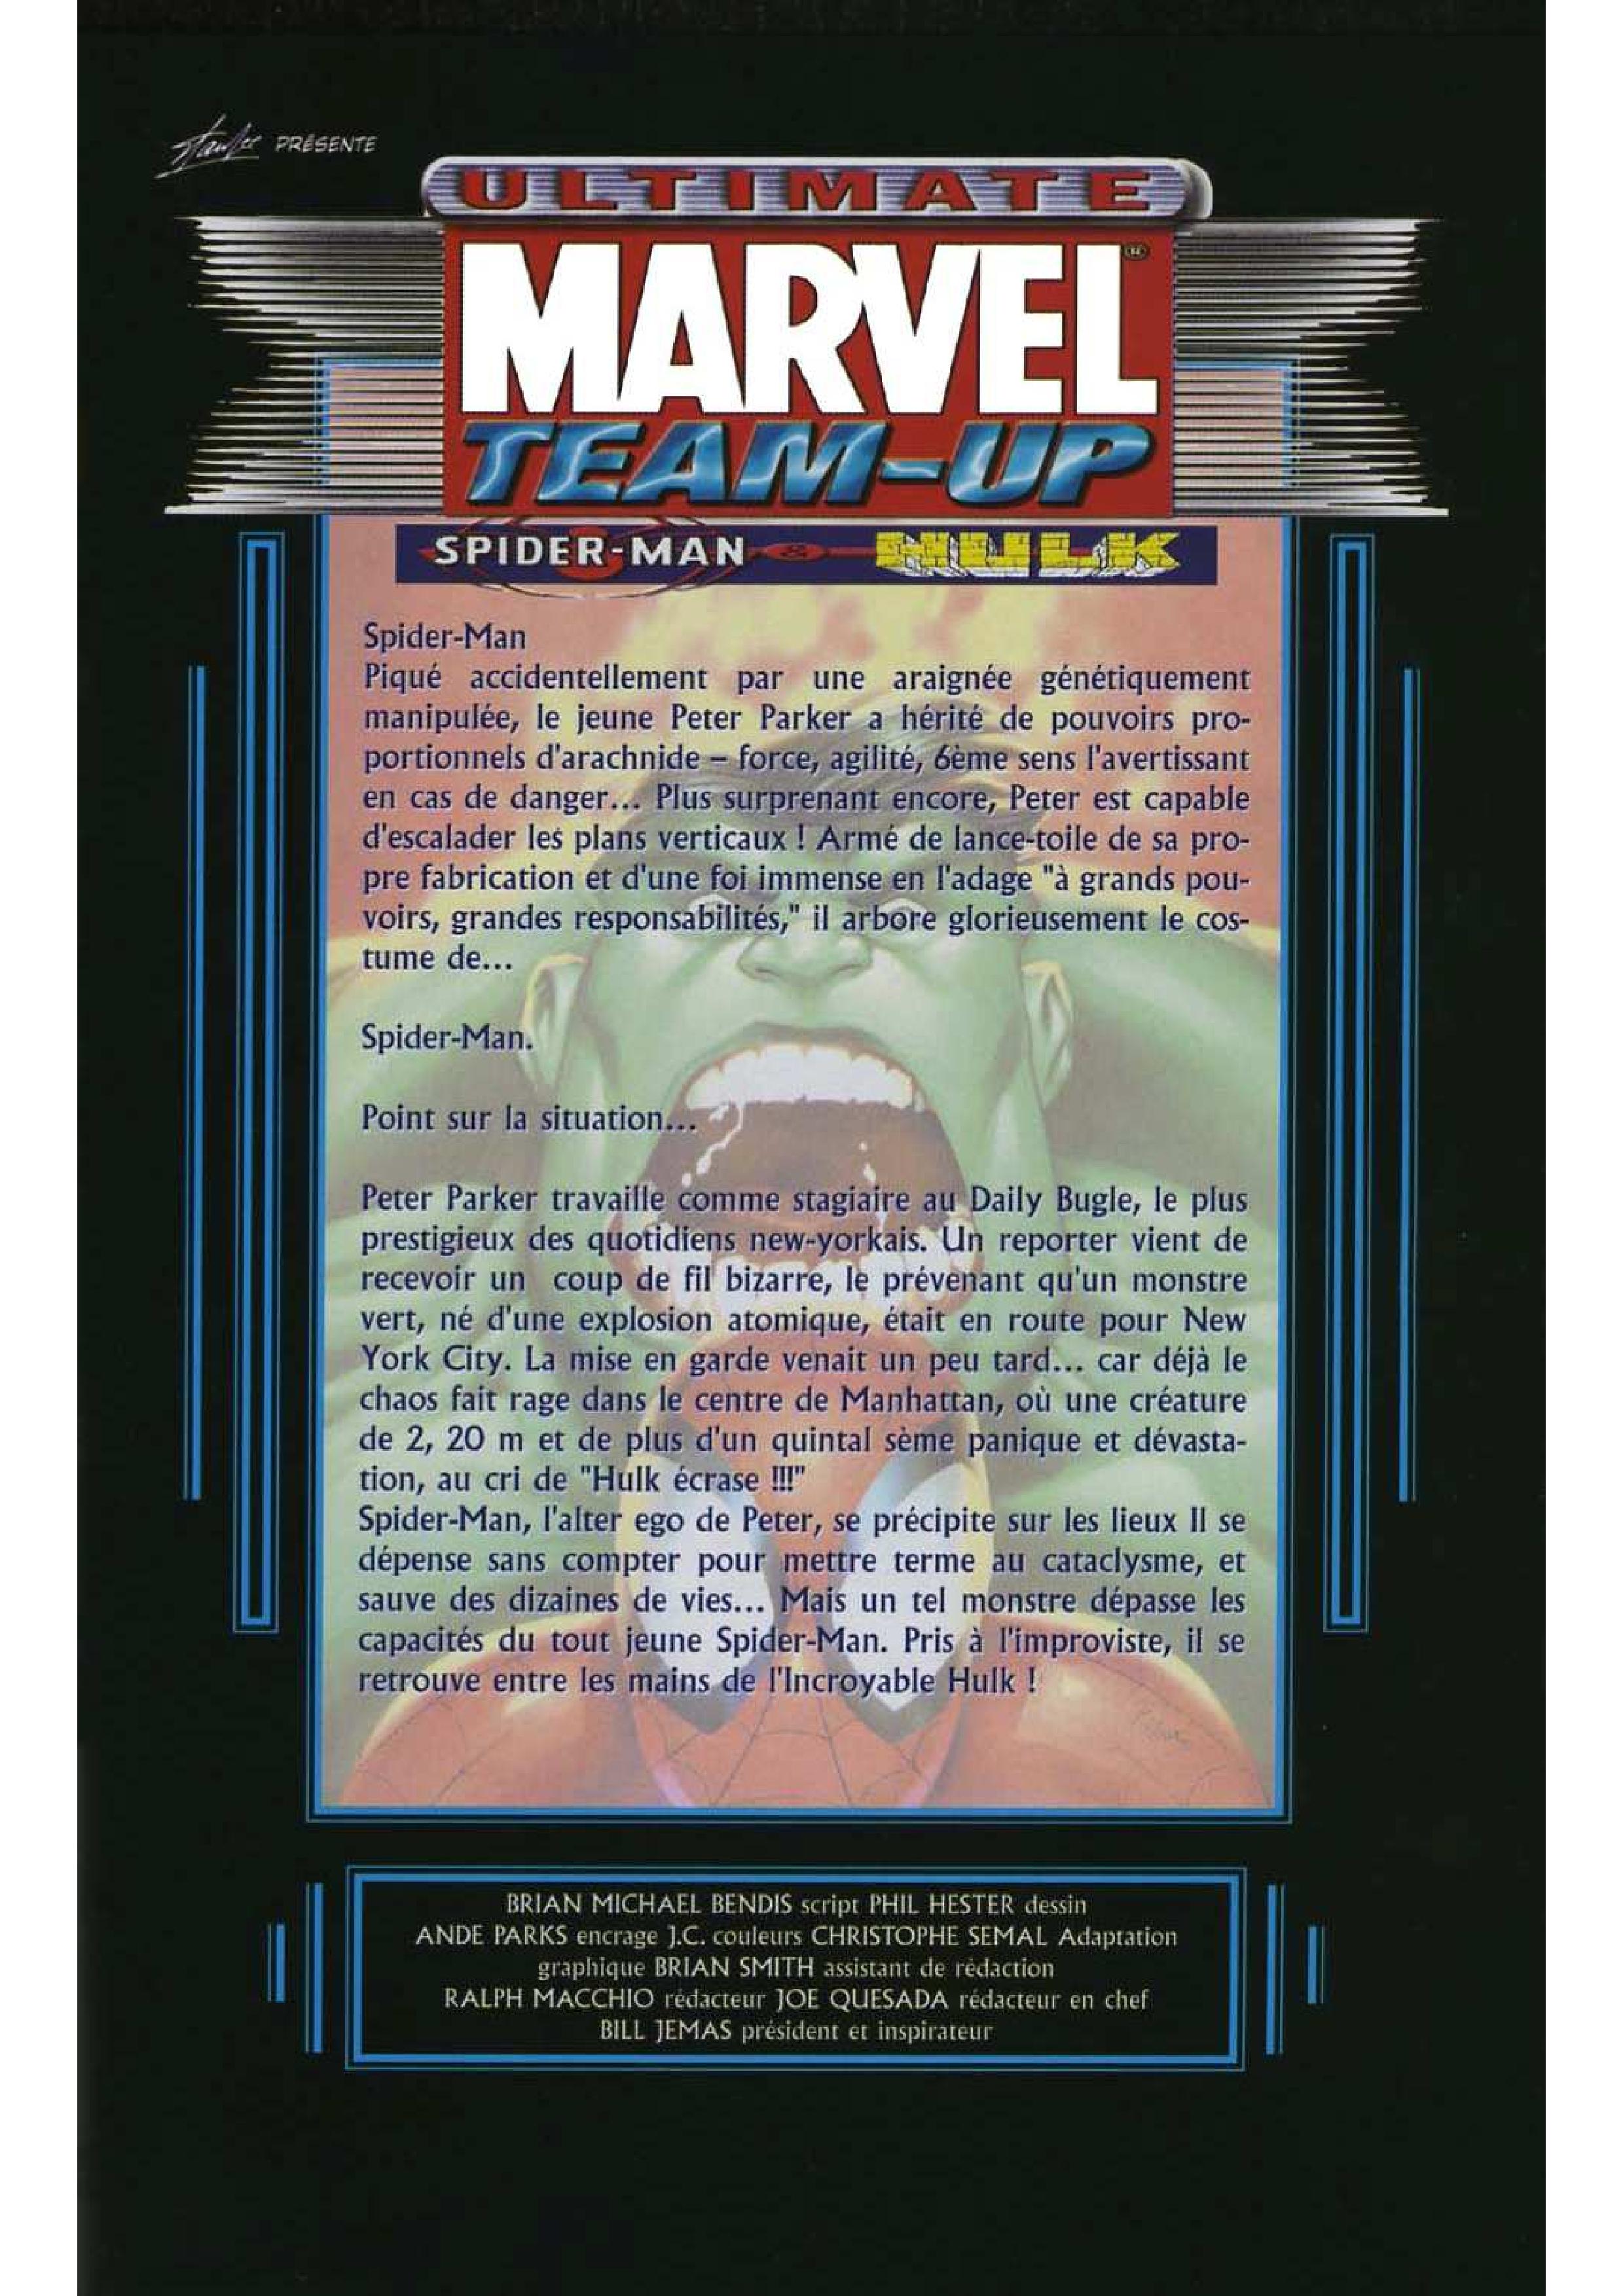 Stan Lee PRÉSENTE
ULTIMATE
MARVEL
TEAM-UP
SPIDER-MAN & HULK
Spider-Man
Piqué accidentellement par une araignée génétiquement
manipulée, le jeune Peter Parker a hérité de pouvoirs pro-
portionnels d'arachnide – force, agilité, 6ème sens l'avertissant
en cas de danger... Plus surprenant encore, Peter est capable
d'escalader les plans verticaux ! Armé de lance-toile de sa pro-
pre fabrication et d'une foi immense en l'adage "à grands pou-
voirs, grandes responsabilités," il arbore glorieusement le cos-
tume de...
Spider-Man.
Point sur la situation...
Peter Parker travaille comme stagiaire au Daily Bugle, le plus
prestigieux des quotidiens new-yorkais. Un reporter vient de
recevoir un coup de fil bizarre, le prévenant qu'un monstre
vert, né d'une explosion atomique, était en route pour New
York City. La mise en garde venait un peu tard... car déjà le
chaos fait rage dans le centre de Manhattan, où une créature
de 2, 20 m et de plus d'un quintal sème panique et dévasta-
tion, au cri de "Hulk écrase !!!"
Spider-Man, l'alter ego de Peter, se précipite sur les lieux Il se
dépense sans compter pour mettre terme au cataclysme, et
sauve des dizaines de vies... Mais un tel monstre dépasse les
capacités du tout jeune Spider-Man. Pris à l'improviste, il se
retrouve entre les mains de l'Incroyable Hulk !
BRIAN MICHAEL BENDIS script PHIL HESTER dessin
ANDE PARKS encrage J.C. couleurs CHRISTOPHE SEMAL Adaptation
graphique BRIAN SMITH assistant de rédaction
RALPH MACCHIO rédacteur JOE QUESADA rédacteur en chef
BILL JEMAS président et inspirateur